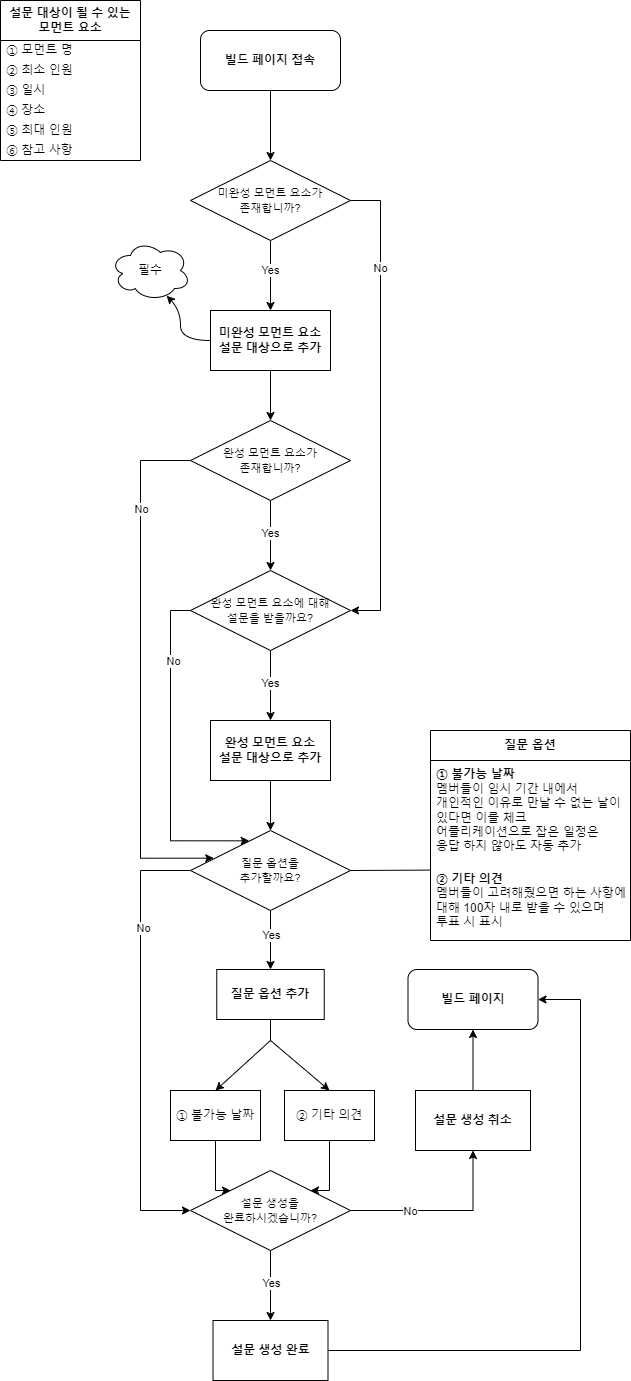 설문 대상이 될 수 있는
모먼트 요소
① 모먼트 명
② 최소 인원
③ 일시
④ 장소
⑤ 최대 인원
⑥ 참고 사항
빌드 페이지 접속
미완성 모먼트 요소가
존재합니까?
Yes
No
필수
미완성 모먼트 요소
설문 대상으로 추가
완성 모먼트 요소가
존재합니까?
No
Yes
완성 모먼트 요소에 대해
설문을 받을까요?
No
Yes
완성 모먼트 요소
설문 대상으로 추가
질문 옵션
① 불가능 날짜
멤버들이 임시 기간 내에서
개인적인 이유로 만날 수 없는 날이
있다면 이를 체크
어플리케이션으로 잡은 일정은
응답 하지 않아도 자동 추가
② 기타 의견
멤버들이 고려해줬으면 하는 사항에
대해 100자 내로 받을 수 있으며
투표 시 표시
질문 옵션을
추가할까요?
No
Yes
질문 옵션 추가
빌드 페이지
① 불가능 날짜
② 기타 의견
설문 생성 취소
설문 생성을
완료하시겠습니까?
No
Yes
설문 생성 완료